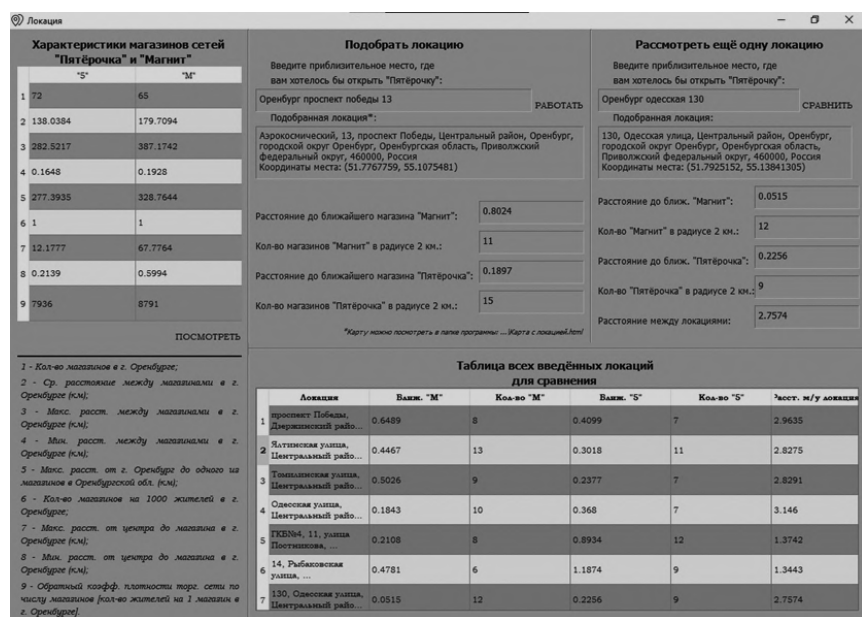 Локация
Характеристики магазинов сетей
"Пятёрочка" и "Магнит"
"5" "М"
1 72 65
2 138.0384 179.7094
3 282.5217 387.1742
4 0.1648 0.1928
5 277.3935 328.7644
6 1 1
7 12.1777 67.7764
8 0.2139 0.5994
9 7936 8791
ПОСМОТРЕТЬ
1 - Кол-во магазинов в г. Оренбурге;
2 - Ср. расстояние между магазинами в г.
Оренбурге (км);
3 - Макс. расст. между магазинами в г.
Оренбурге (км);
4 - Мин. расст. между магазинами в г.
Оренбурге (км);
5 - Макс. расст. от г. Оренбург до одного из
магазинов в Оренбургской обл. (км);
6 - Кол-во магазинов на 1000 жителей в г.
Оренбурге;
7 - Макс. расст. от центра до магазина в г.
Оренбурге (км);
8 - Мин. расст. от центра до магазина в г.
Оренбурге (км);
9 - Обратный коэфф. плотности торг. сети по
числу магазинов [кол-во жителей на 1 магазин в
г. Оренбурге].
Подобрать локацию
Введите приблизительное место, где
вам хотелось бы открыть "Пятёрочку":
Оренбург проспект победы 13
РАБОТАТЬ
Подобранная локация*:
Аэрокосмический, 13, проспект Победы, Центральный район, Оренбург,
городской округ Оренбург, Оренбургская область, Приволжский
федеральный округ, 460000, Россия
Координаты места: (51.7767759, 55.1075481)
Расстояние до ближайшего магазина "Магнит": 0.8024
Кол-во магазинов "Магнит" в радиусе 2 км.: 11
Расстояние до ближайшего магазина "Пятёрочка": 0.1897
Кол-во магазинов "Пятёрочка" в радиусе 2 км.: 15
*Карту можно посмотреть в папке программы: ...\Карта с локацией.html
Рассмотреть ещё одну локацию
Введите приблизительное место, где
вам хотелось бы открыть "Пятёрочку":
Оренбург одесская 130
СРАВНИТЬ
Подобранная локация:
130, Одесская улица, Центральный район, Оренбург,
городской округ Оренбург, Оренбургская область,
Приволжский федеральный округ, 460000, Россия
Координаты места: (51.7925152, 55.13841305)
Расстояние до ближ. "Магнит": 0.0515
Кол-во "Магнит" в радиусе 2 км.: 12
Расстояние до ближ. "Пятёрочка": 0.2256
Кол-во "Пятёрочка" в радиусе 2 км.: 9
Расстояние между локациями: 2.7574
Таблица всех введённых локаций
для сравнения
Локация Ближ. "М" Кол-во "М" Ближ. "5" Кол-во "5" Расст. м/у локация
1 проспект Победы, Дзержинский райо... 0.6489 8 0.4099 7 2.9635
2 Ялтинская улица, Центральный райо... 0.4467 13 0.3018 11 2.8275
3 Томилинская улица, Центральный райо... 0.5026 9 0.2377 7 2.8291
4 Одесская улица, Центральный райо... 0.1843 10 0.368 7 3.146
5 ГКБ№4, 11, улица Постникова, ... 0.2108 8 0.8934 12 1.3742
6 14, Рыбаковская улица, ... 0.4781 6 1.1874 9 1.3443
7 130, Одесская улица, Центральный райо... 0.0515 12 0.2256 9 2.7574